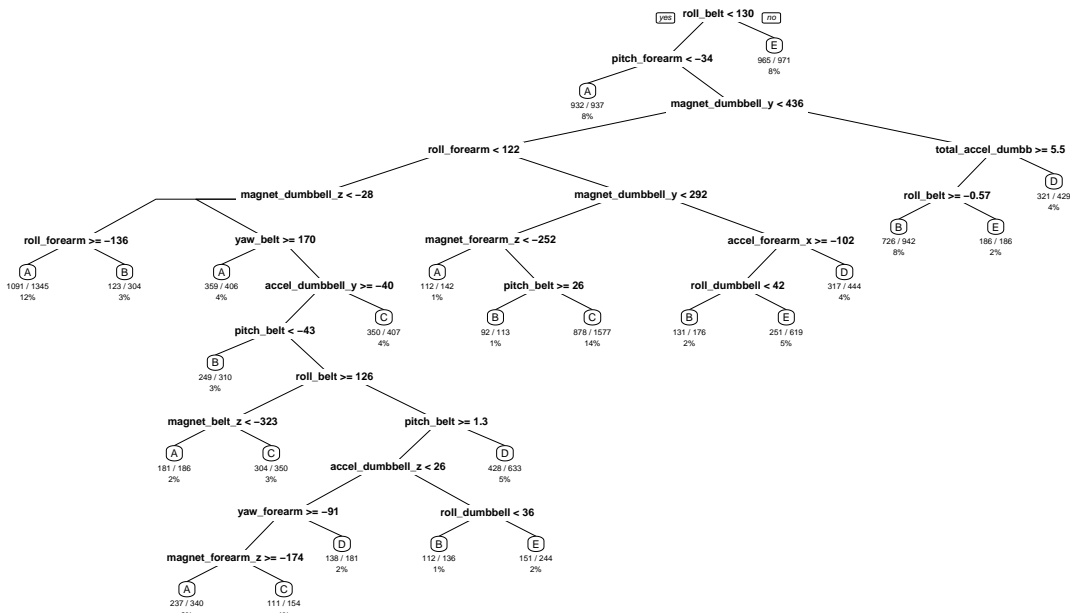 yes roll_belt < 130 no
E
965 / 971
8%
pitch_forearm < −34
A
932 / 937
8%
magnet_dumbbell_y < 436
roll_forearm < 122 total_accel_dumbb >= 5.5
D
321 / 429
4%
magnet_dumbbell_z < −28 magnet_dumbbell_y < 292 roll_belt >= −0.57
B E
726 / 942 186 / 186
8% 2%
roll_forearm >= −136 yaw_belt >= 170 magnet_forearm_z < −252 accel_forearm_x >= −102
A B A A D
1091 / 1345 123 / 304 359 / 406 112 / 142 317 / 444
12% 3% 4% 1% 4%
accel_dumbbell_y >= −40 pitch_belt >= 26 roll_dumbbell < 42
C B C B E
350 / 407 92 / 113 878 / 1577 131 / 176 251 / 619
4% 1% 14% 2% 5%
pitch_belt < −43
B
249 / 310
3%
roll_belt >= 126
magnet_belt_z < −323 pitch_belt >= 1.3
A C D
181 / 186 304 / 350 428 / 633
2% 3% 5%
accel_dumbbell_z < 26
yaw_forearm >= −91 roll_dumbbell < 36
D B E
138 / 181 112 / 136 151 / 244
2% 1% 2%
magnet_forearm_z >= −174
A C
237 / 340 111 / 154